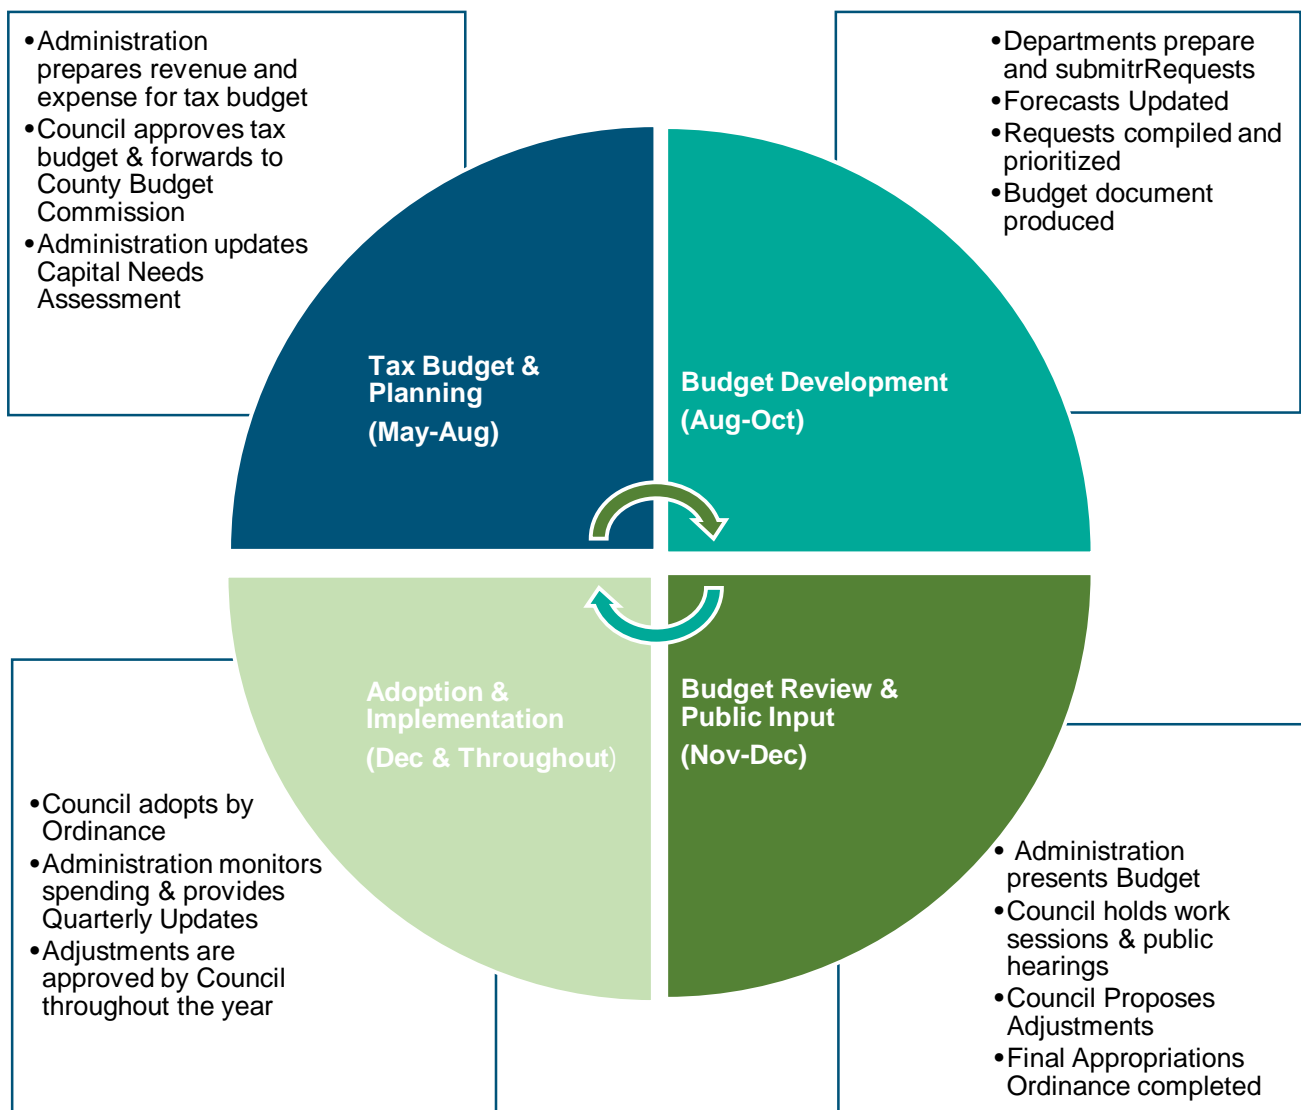 •Administration
prepares revenue and
expense for tax budget
•Council approves tax
budget & forwards to
County Budget
Commission
•Administration updates
Capital Needs
Assessment
•Departments prepare
and submitrRequests
•Forecasts Updated
•Requests compiled and
prioritized
•Budget document
produced
Tax Budget &
Planning
(May-Aug)
Budget Development
(Aug-Oct)
Adoption &
Implementation
(Dec & Throughout)
Budget Review &
Public Input
(Nov-Dec)
•Council adopts by
Ordinance
•Administration monitors
spending & provides
Quarterly Updates
•Adjustments are
approved by Council
throughout the year
• Administration
presents Budget
•Council holds work
sessions & public
hearings
•Council Proposes
Adjustments
•Final Appropriations
Ordinance completed